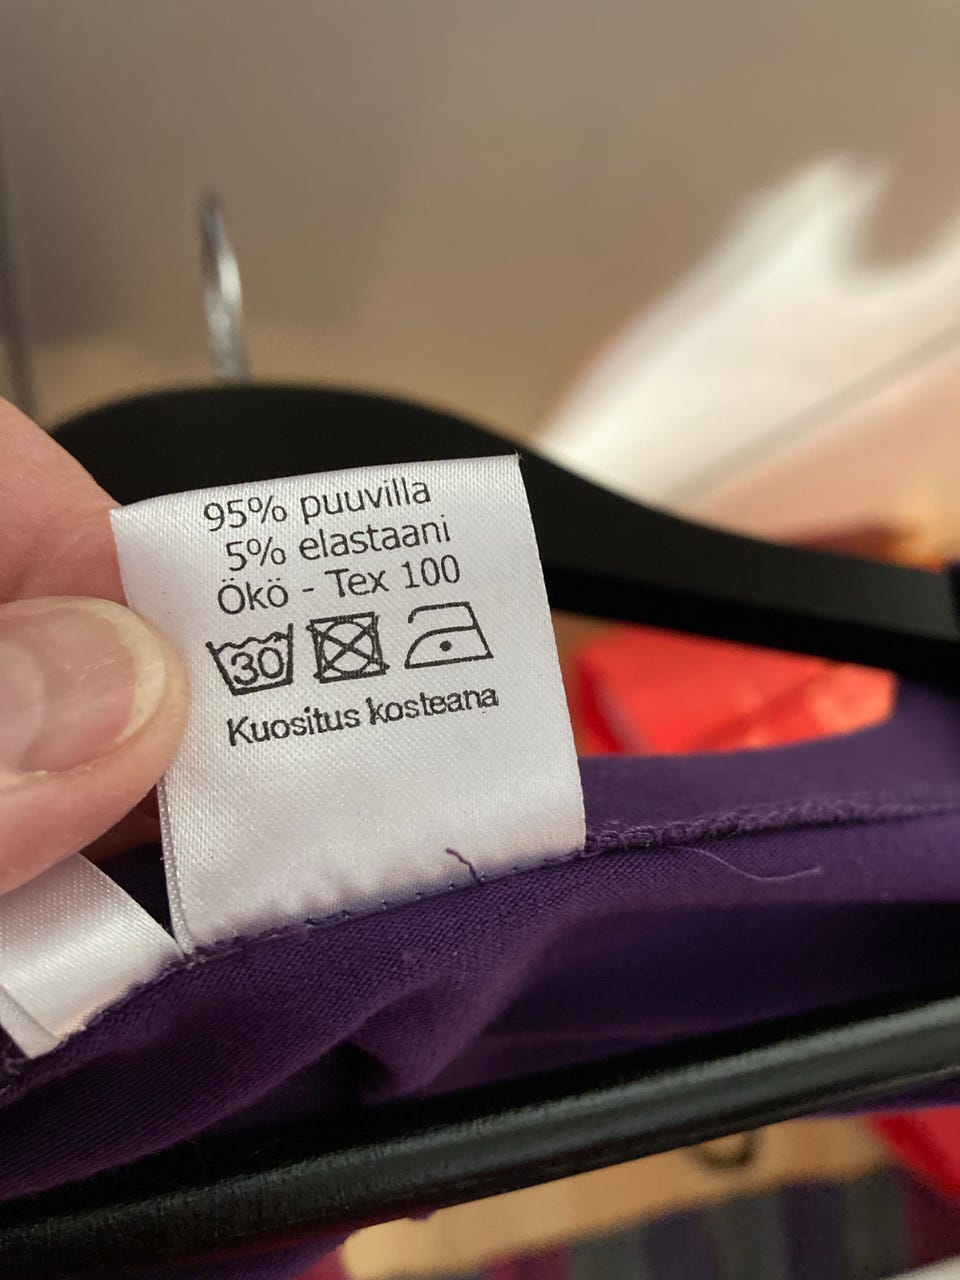 95% puuvilla
5% elastaani
Ökö - Tex 100
30
Kuositus kosteana